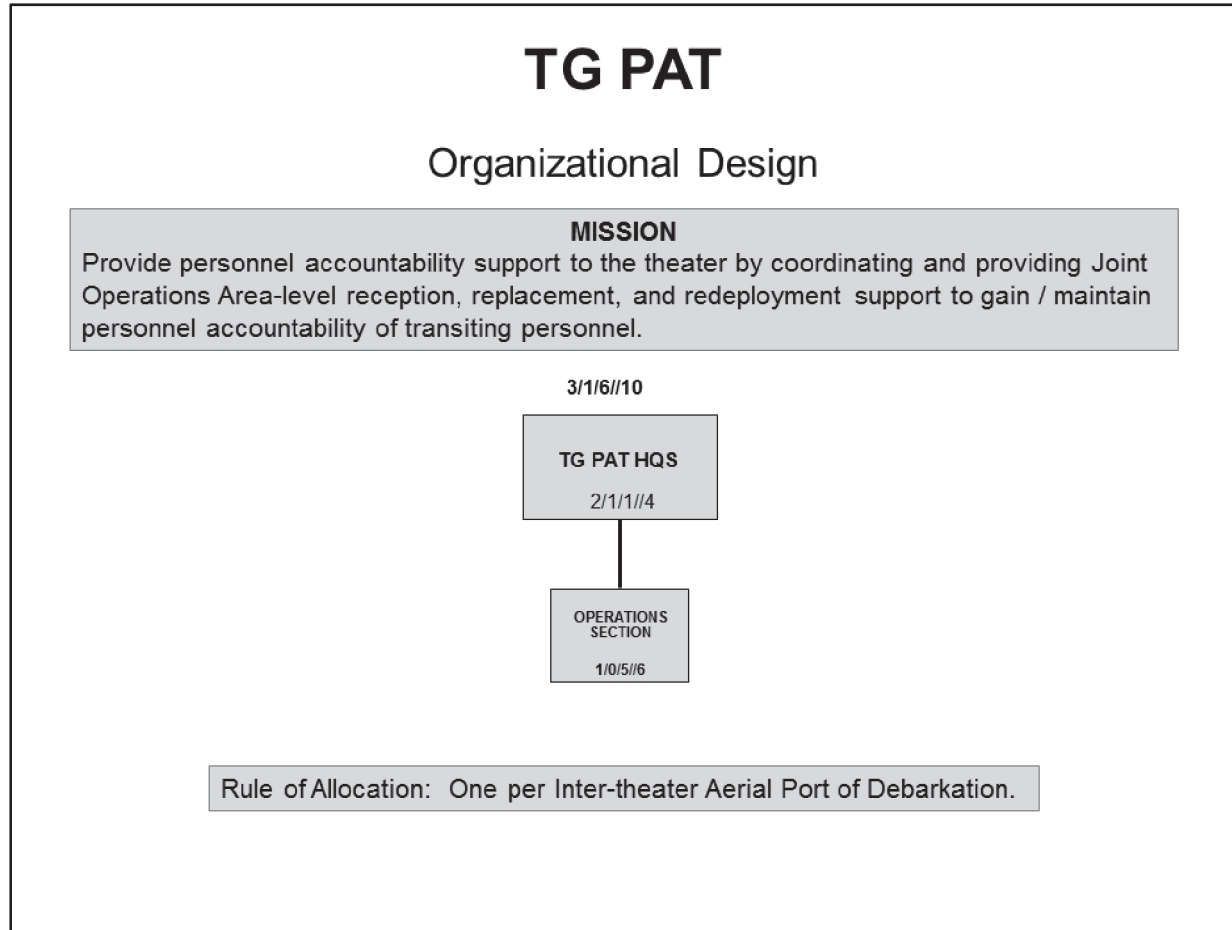 TG PAT
Organizational Design
MISSION
Provide personnel accountability support to the theater by coordinating and providing Joint
Operations Area-level reception, replacement, and redeployment support to gain / maintain
personnel accountability of transiting personnel.
3/1/6//10
TG PAT HQS
2/1/1//4
OPERATIONS
SECTION
1/0/5//6
Rule of Allocation: One per Inter-theater Aerial Port of Debarkation.